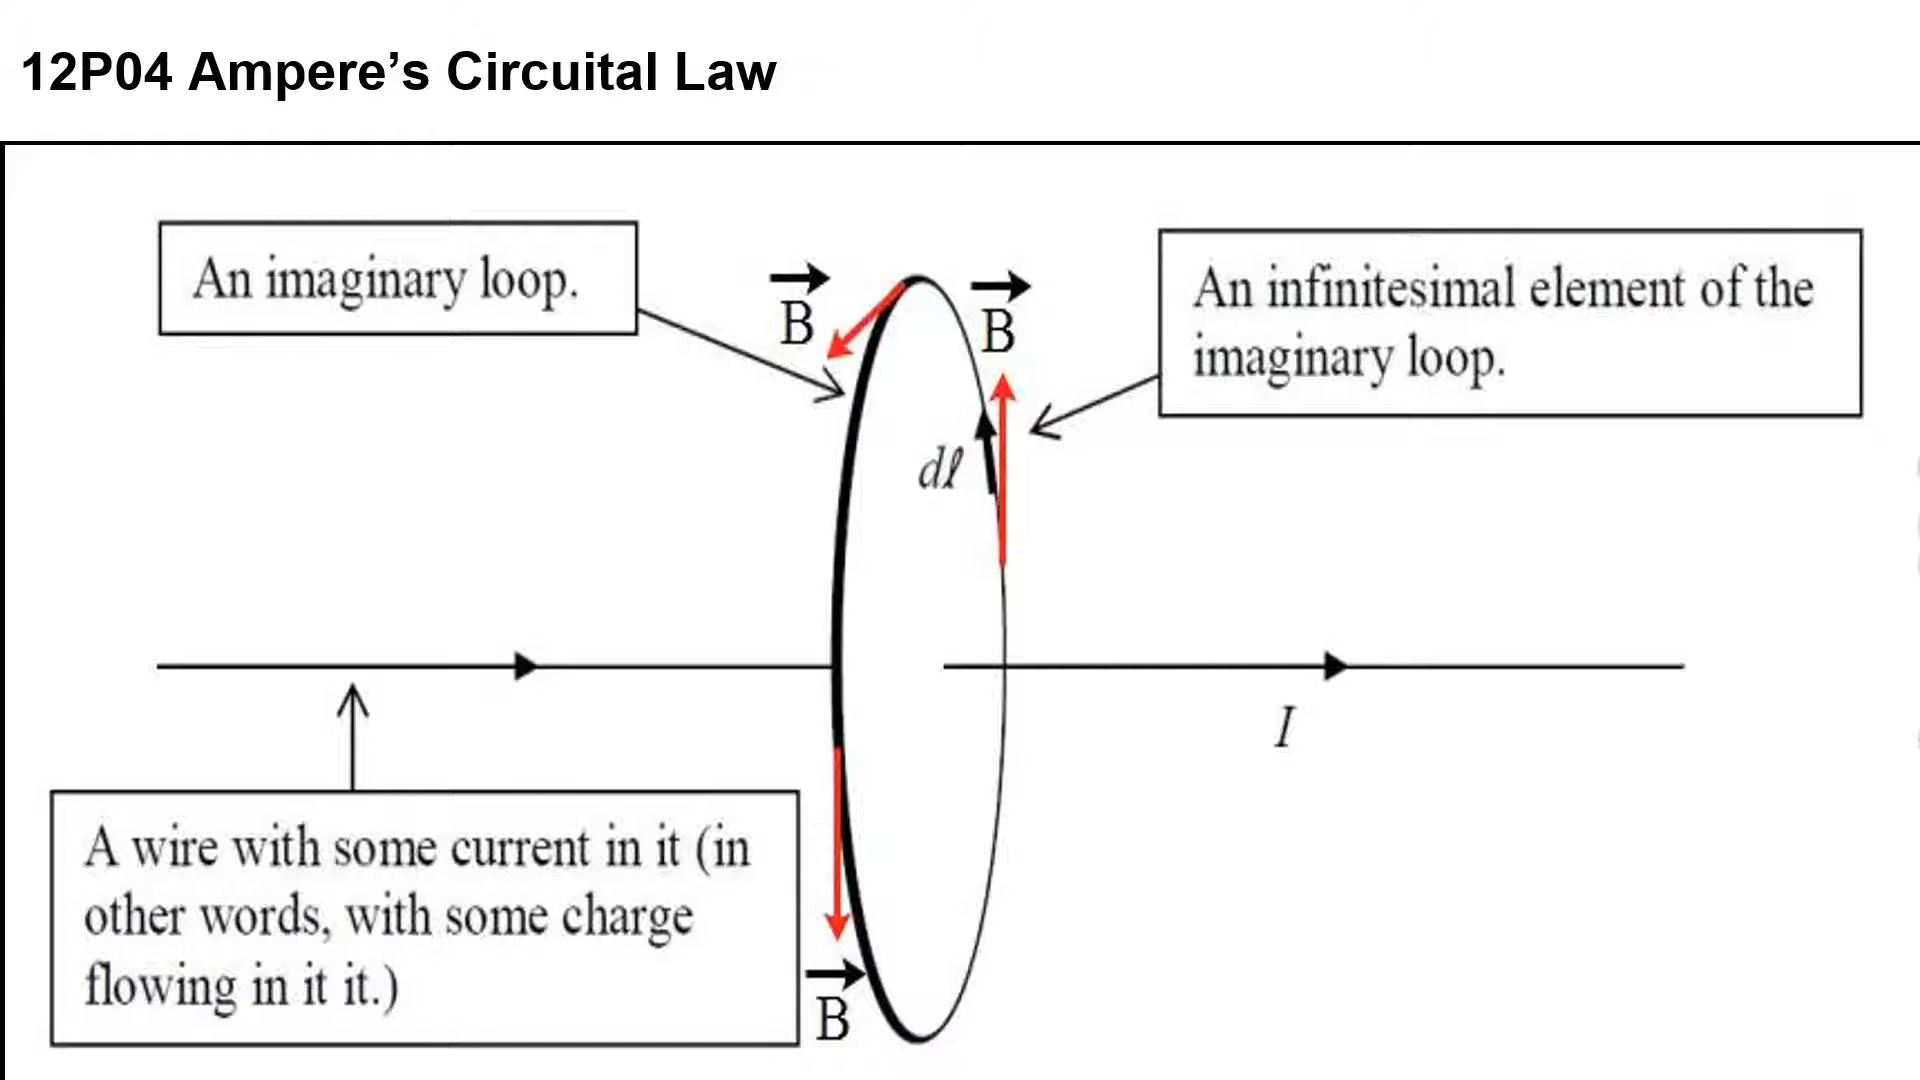 12P04 Ampere’s Circuital Law
An imaginary loop.
B
B
An infinitesimal element of the
imaginary loop.
dℓ
I
A wire with some current in it (in
other words, with some charge
flowing in it it.)
B